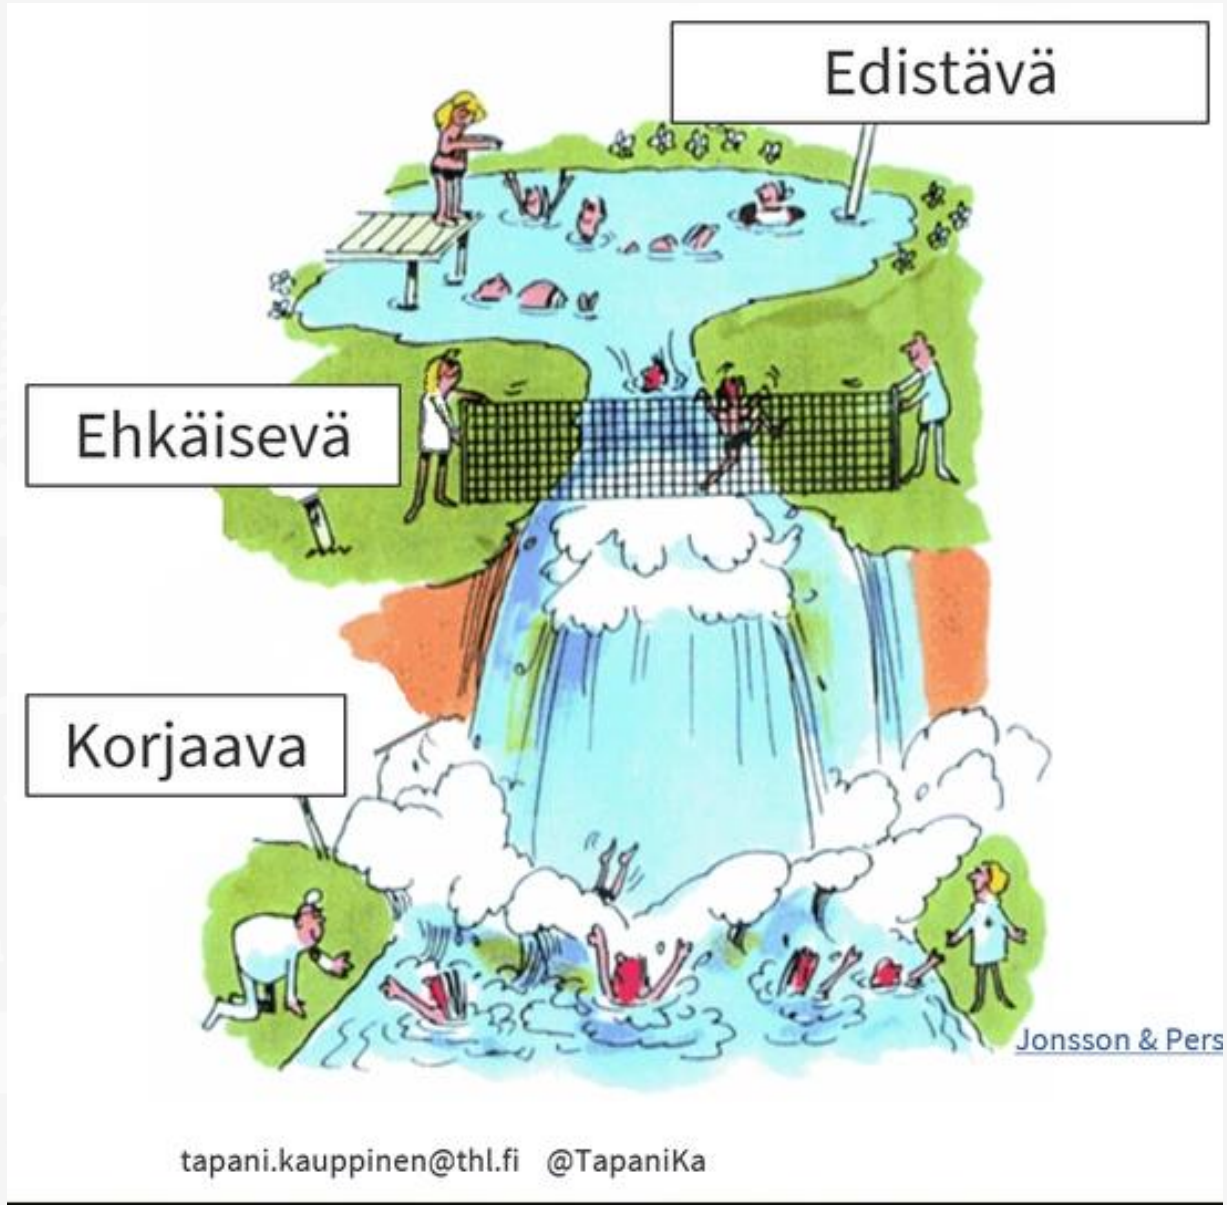 Edistävä
Ehkäisevä
Korjaava
Jonsson & Pers
tapani.kauppinen@thl.fi @TapaniKa